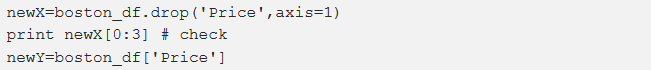 newX=boston_df.drop('Price',axis=1)
print newX[0:3] # check
newY=boston_df['Price']